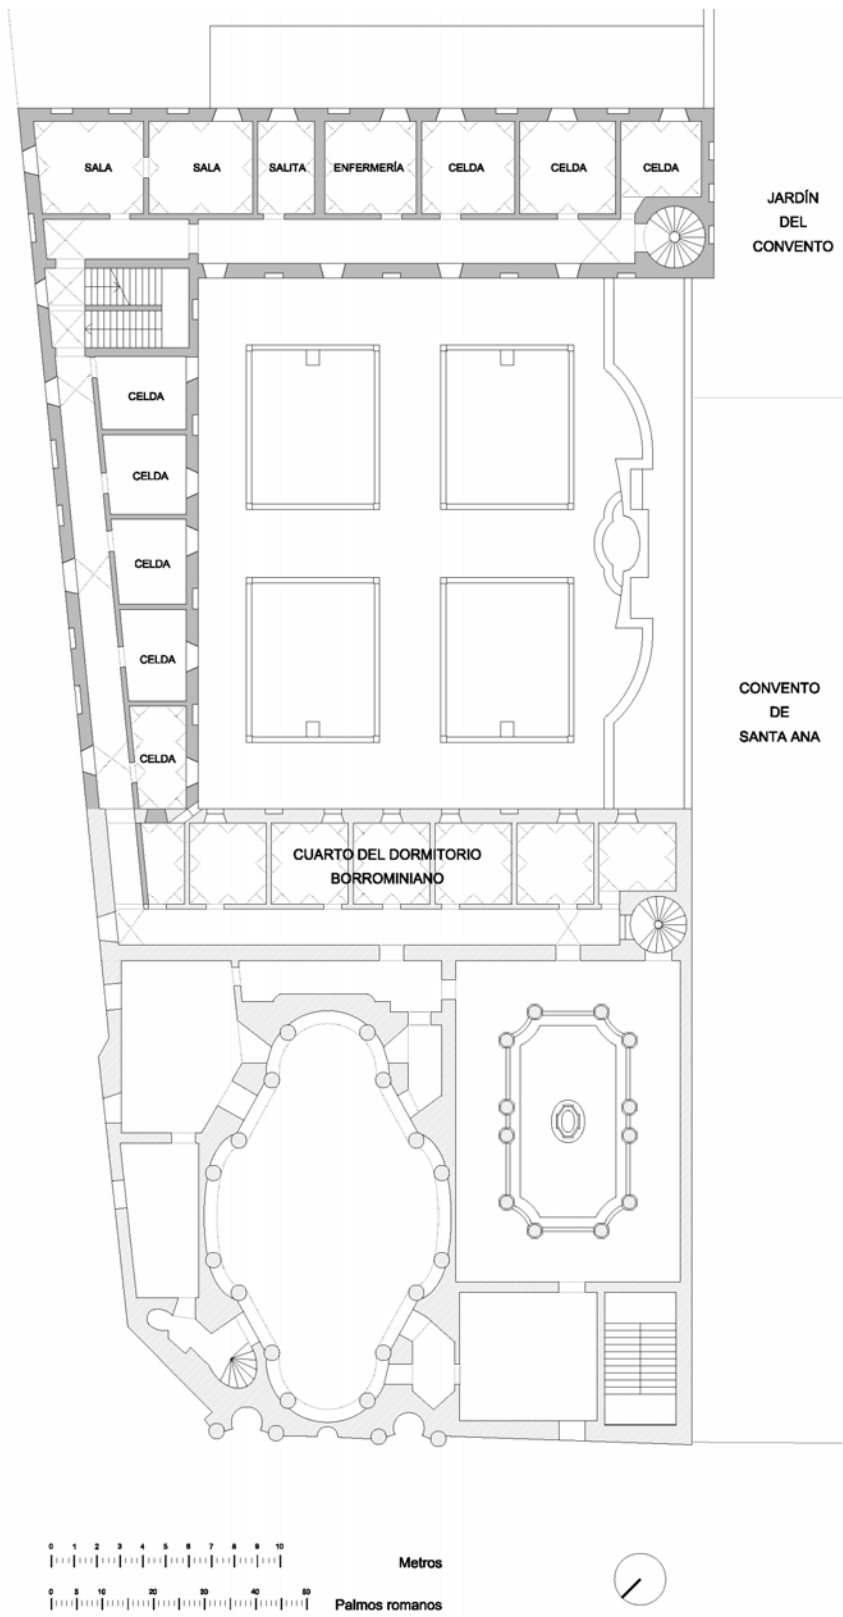 SALA
SALA
SALITA
ENFERMERÍA
CELDA
CELDA
CELDA
JARDÍN
DEL
CONVENTO
CELDA
CELDA
CELDA
CELDA
CELDA
CONVENTO
DE
SANTA ANA
CUARTO DEL DORMITORIO
BORROMINIANO
0 1 2 3 4 5 6 7 8 9 10
Metros
0 5 10 20 30 40 50
Palmos romanos